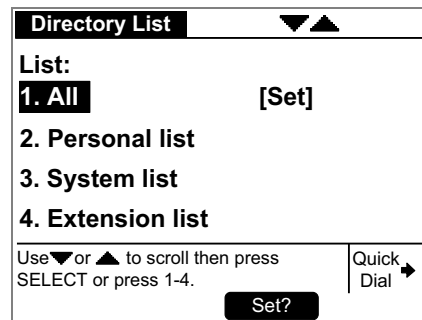 Directory List ▼▲
List:
1. All [Set]
2. Personal list
3. System list
4. Extension list
Use▼or ▲ to scroll then press
SELECT or press 1-4.
Quick
Dial
Set?